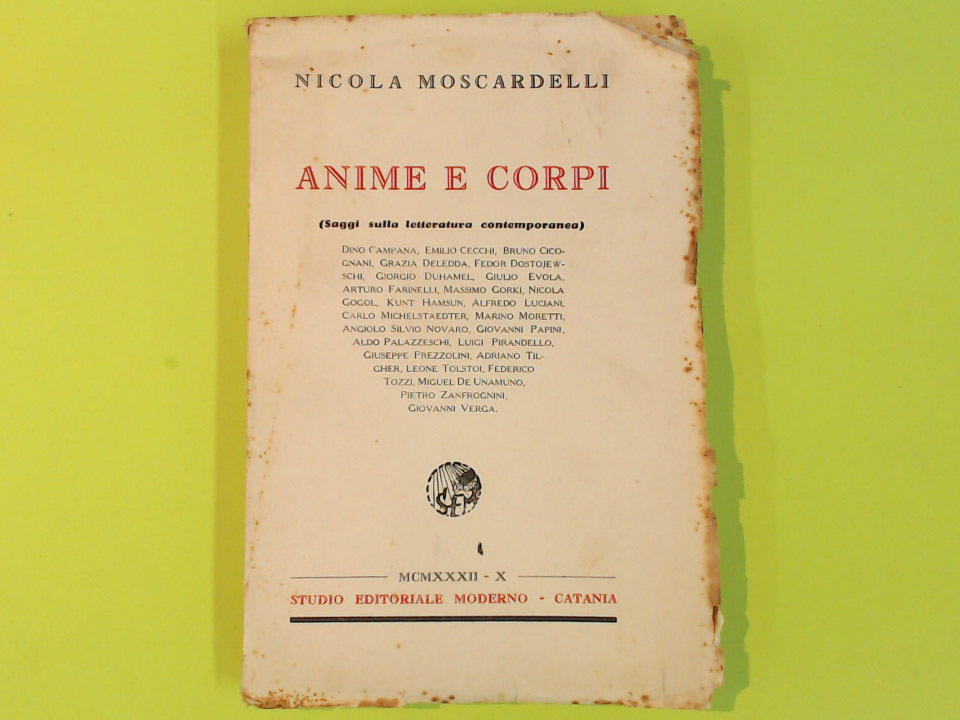 NICOLA MOSCARDELLI
ANIME E CORPI
(Saggi sulla letteratura contemporanea)
DINO CAMPANA, EMILIO CECCHI, BRUNO CICO-
GNANI, GRAZIA DELEDDA, FEDOR DOSTOJEW-
SCHI, GIORGIO DUHAMEL, GIULIO EVOLA,
ARTURO FARINELLI, MASSIMO GORKI, NICOLA
GOGOL, KUNT HAMSUN, ALFREDO LUCIANI,
CARLO MICHELSTAEDTER, MARINO MORETTI,
ANGIOLO SILVIO NOVARO, GIOVANNI PAPINI,
ALDO PALAZZESCHI, LUIGI PIRANDELLO,
GIUSEPPE PREZZOLINI, ADRIANO TIL-
GHER, LEONE TOLSTOI, FEDERICO
TOZZI, MIGUEL DE UNAMUNO,
PIETRO ZANFROGNINI,
GIOVANNI VERGA.
S.E.M.
MCMXXXII - X
STUDIO EDITORIALE MODERNO - CATANIA